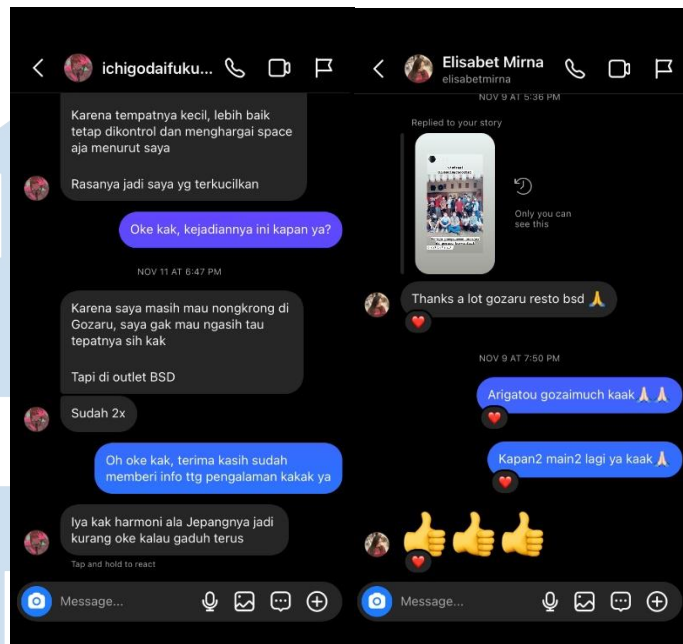 ichigodaifuku...
Karena tempatnya kecil, lebih baik
tetap dikontrol dan menghargai space
aja menurut saya
Rasanya jadi saya yg terkucilkan
Oke kak, kejadiannya ini kapan ya?
NOV 11 AT 6:47 PM
Karena saya masih mau nongkrong di
Gozaru, saya gak mau ngasih tau
tepatnya sih kak
Tapi di outlet BSD
Sudah 2x
Oh oke kak, terima kasih sudah
memberi info ttg pengalaman kakak ya
Iya kak harmoni ala Jepangnya jadi
kurang oke kalau gaduh terus
Tap and hold to react
Message...
Elisabet Mirna
elisabetmirna
NOV 9 AT 5:36 PM
Replied to your story
Only you can
see this
Thanks a lot gozaru resto bsd 🙏
NOV 9 AT 7:50 PM
Arigatou gozaimuch kaak 🙏🏻 🙏🏻
Kapan2 main2 lagi ya kaak 🙏🏻
👍👍👍
Message...